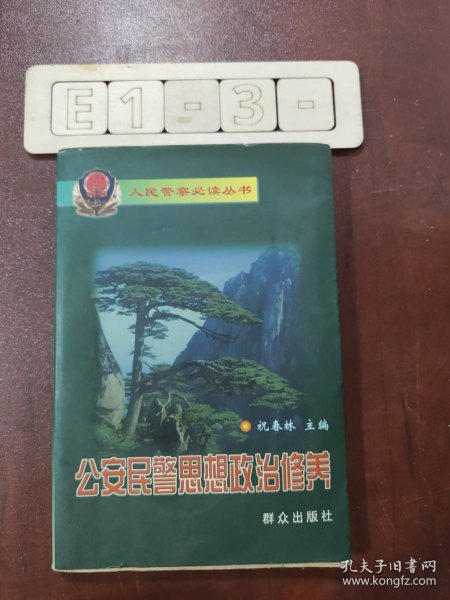 E1-3-
人民警察必读丛书
祝春林 主编
公安民警思想政治修养
群众出版社
孔夫子旧书网
www.kongfz.com